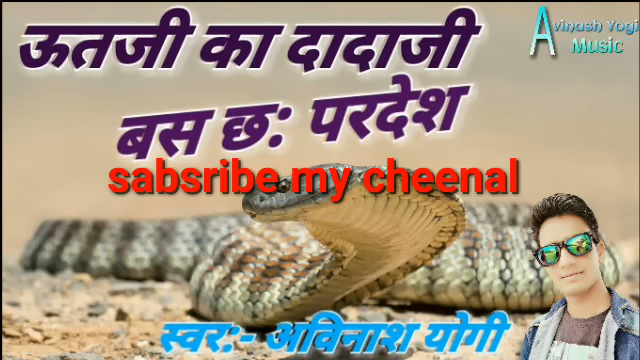 Avinash Yogi
Music
ऊतजी का दादाजी
बस छ: परदेश
sabsribe my cheenal
स्वर:- अविनाश योगी